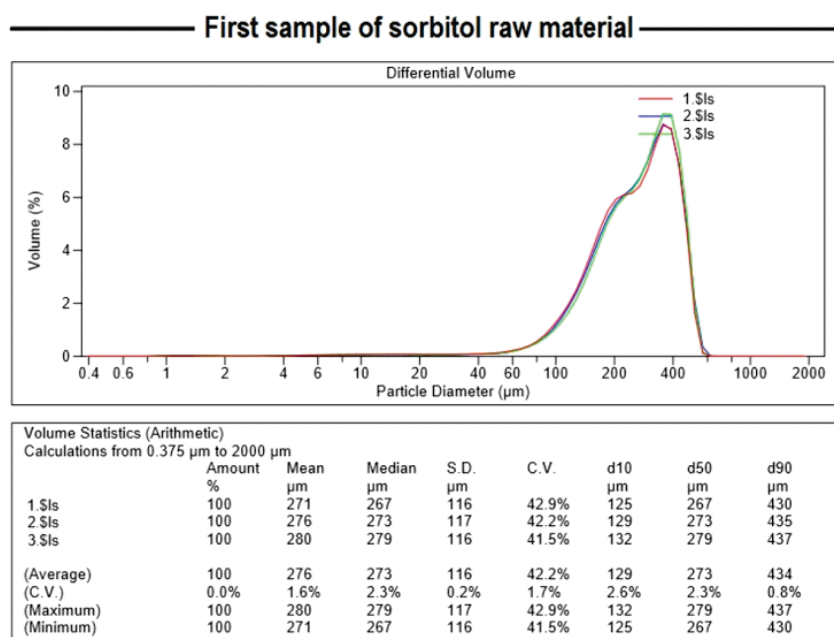 First sample of sorbitol raw material
Differential Volume
1.$ls
2.$ls
3.$ls
10
8
6
4
2
0
Volume (%)
0.4 0.6 1 2 4 6 10 20 40 60 100 200 400 1000 2000
Particle Diameter (µm)
Volume Statistics (Arithmetic)
Calculations from 0.375 µm to 2000 µm
Amount Mean Median S.D. C.V. d10 d50 d90
% µm µm µm µm µm µm
1.$ls 100 271 267 116 42.9% 125 267 430
2.$ls 100 276 273 117 42.2% 129 273 435
3.$ls 100 280 279 116 41.5% 132 279 437
(Average) 100 276 273 116 42.2% 129 273 434
(C.V.) 0.0% 1.6% 2.3% 0.2% 1.7% 2.6% 2.3% 0.8%
(Maximum) 100 280 279 117 42.9% 132 279 437
(Minimum) 100 271 267 116 41.5% 125 267 430